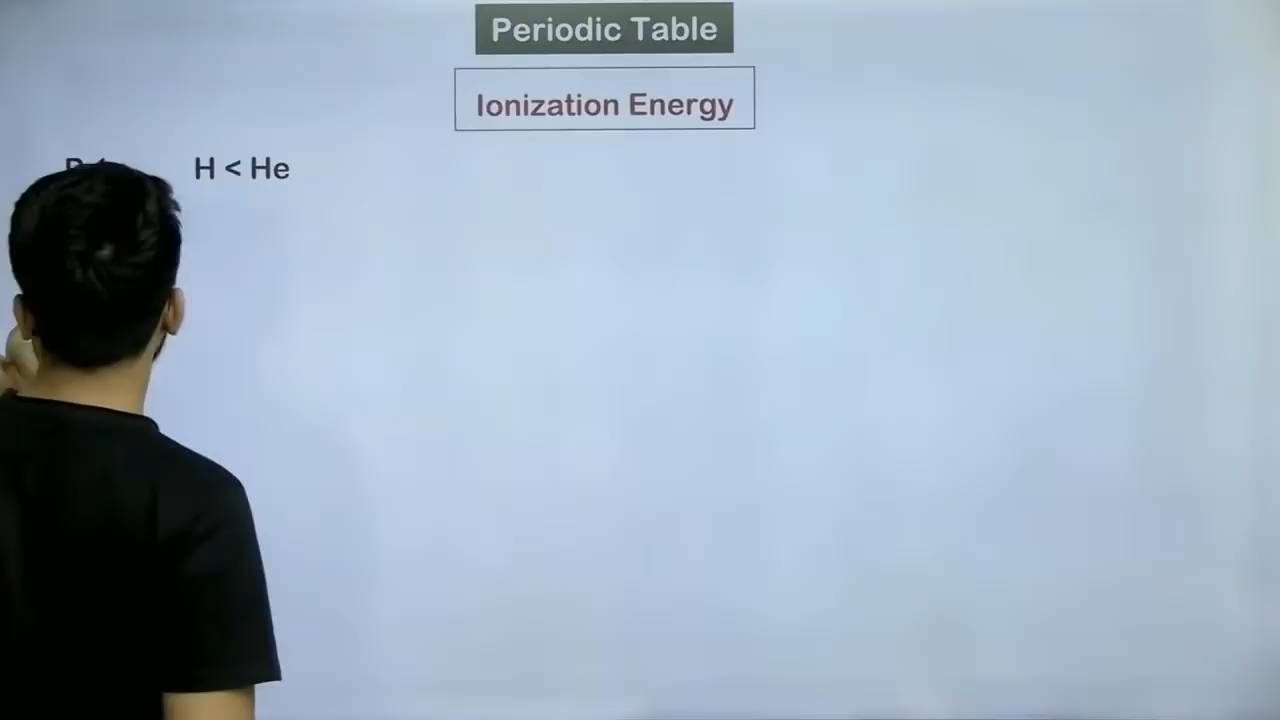 Periodic Table
Ionization Energy
H < He